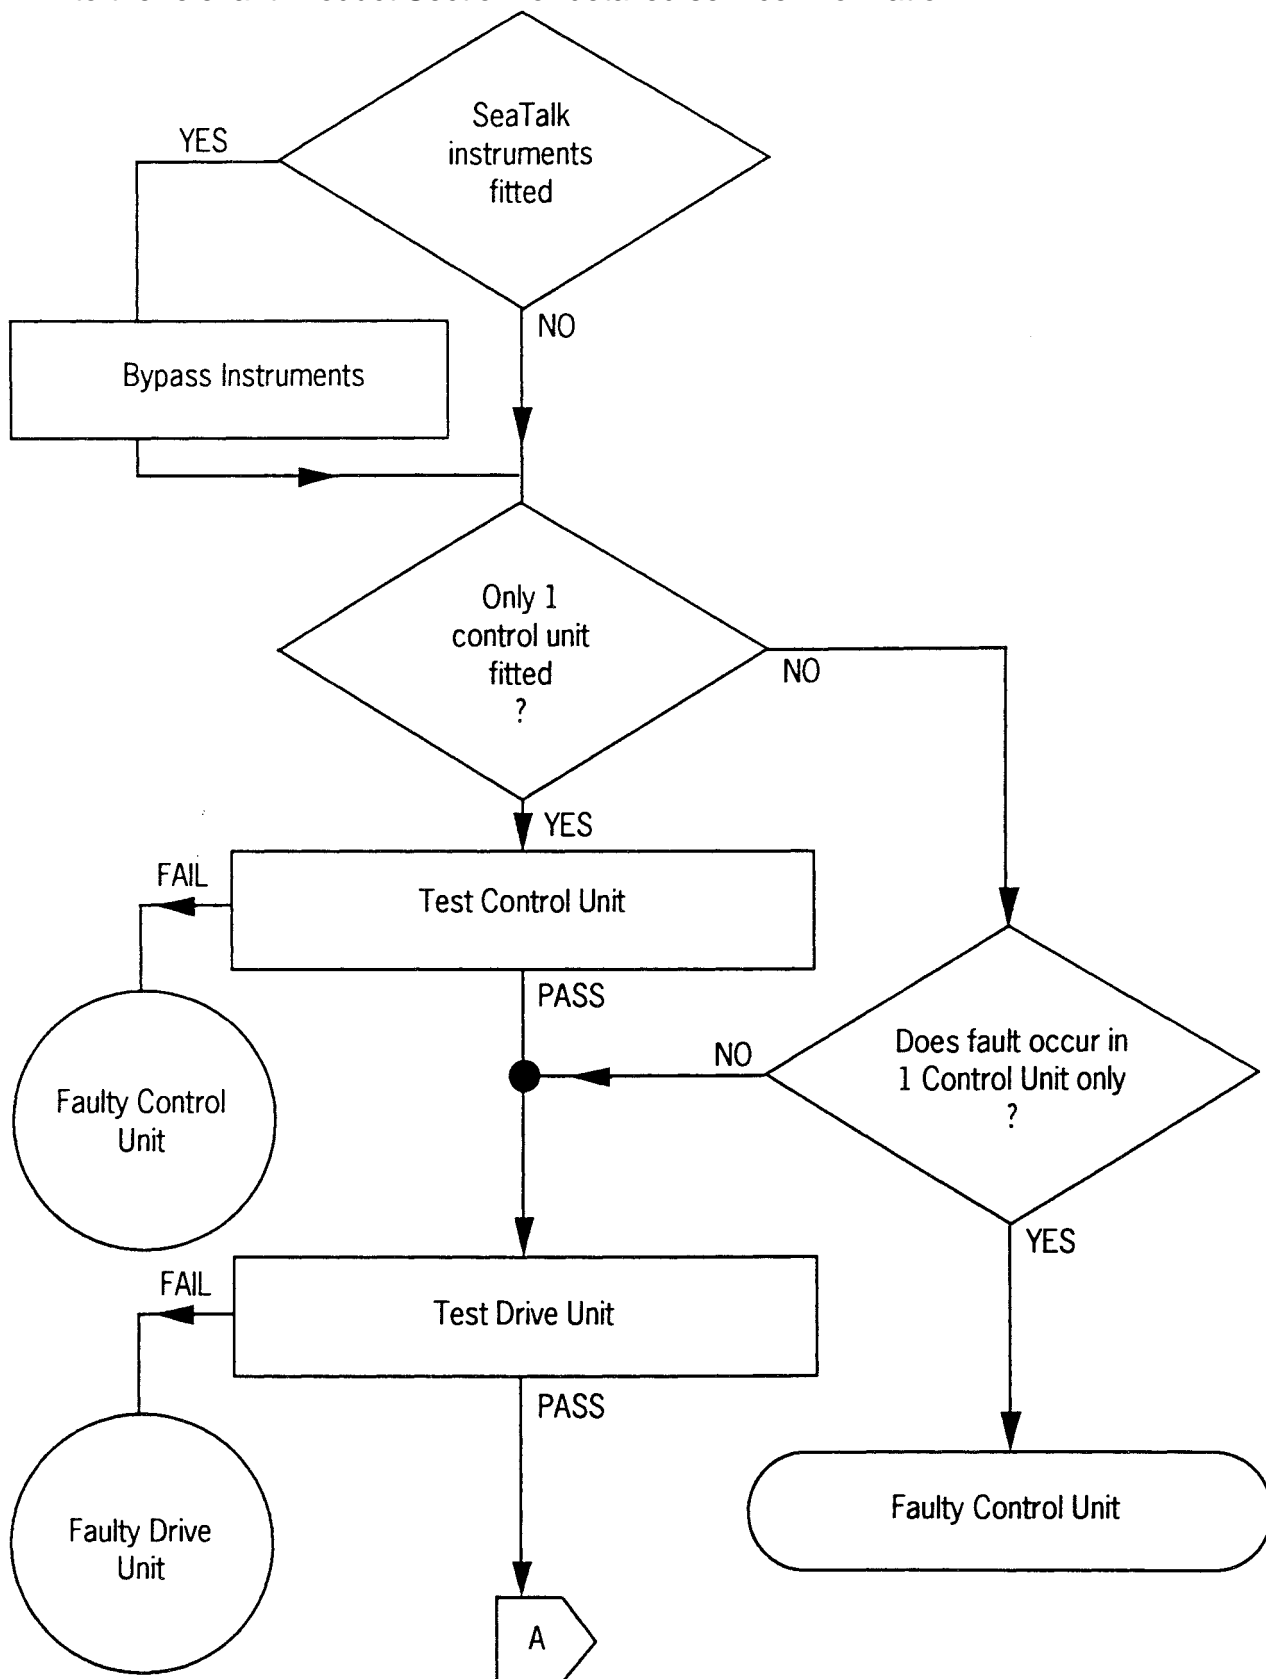 SeaTalk
instruments
fitted
YES
NO
Bypass Instruments
Only 1
control unit
fitted
?
NO
YES
FAIL
Test Control Unit
PASS
NO
Does fault occur in
1 Control Unit only
?
Faulty Control
Unit
YES
FAIL
Test Drive Unit
PASS
Faulty Drive
Unit
Faulty Control Unit
A